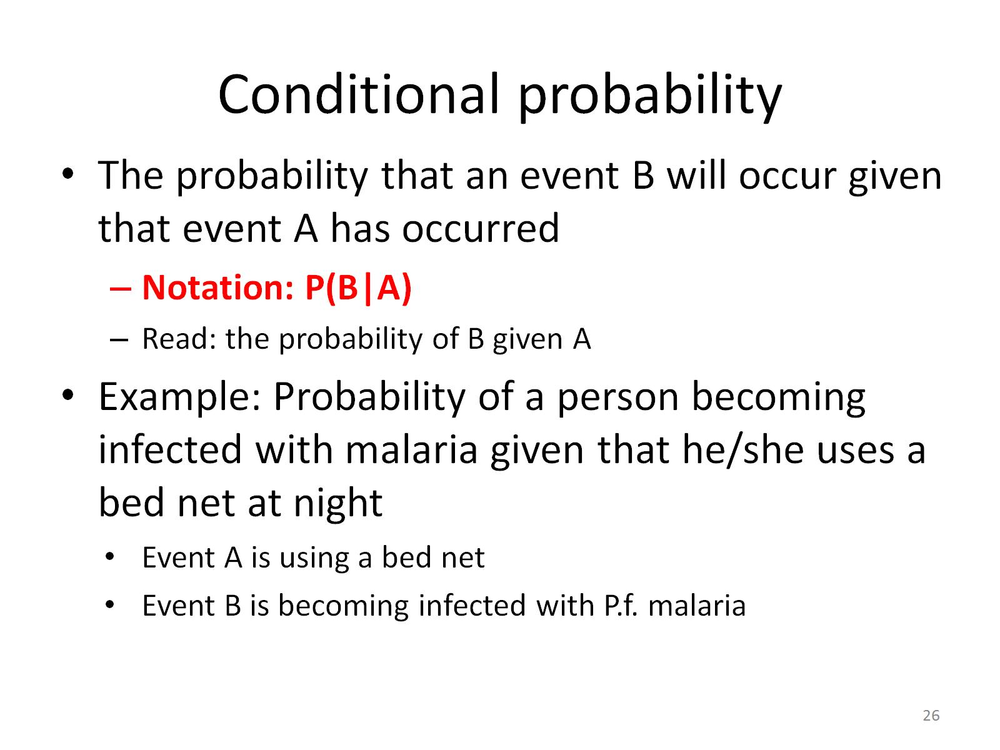 Conditional probability
• The probability that an event B will occur given
that event A has occurred
– Notation: P(B|A)
– Read: the probability of B given A
• Example: Probability of a person becoming
infected with malaria given that he/she uses a
bed net at night
• Event A is using a bed net
• Event B is becoming infected with P.f. malaria
26